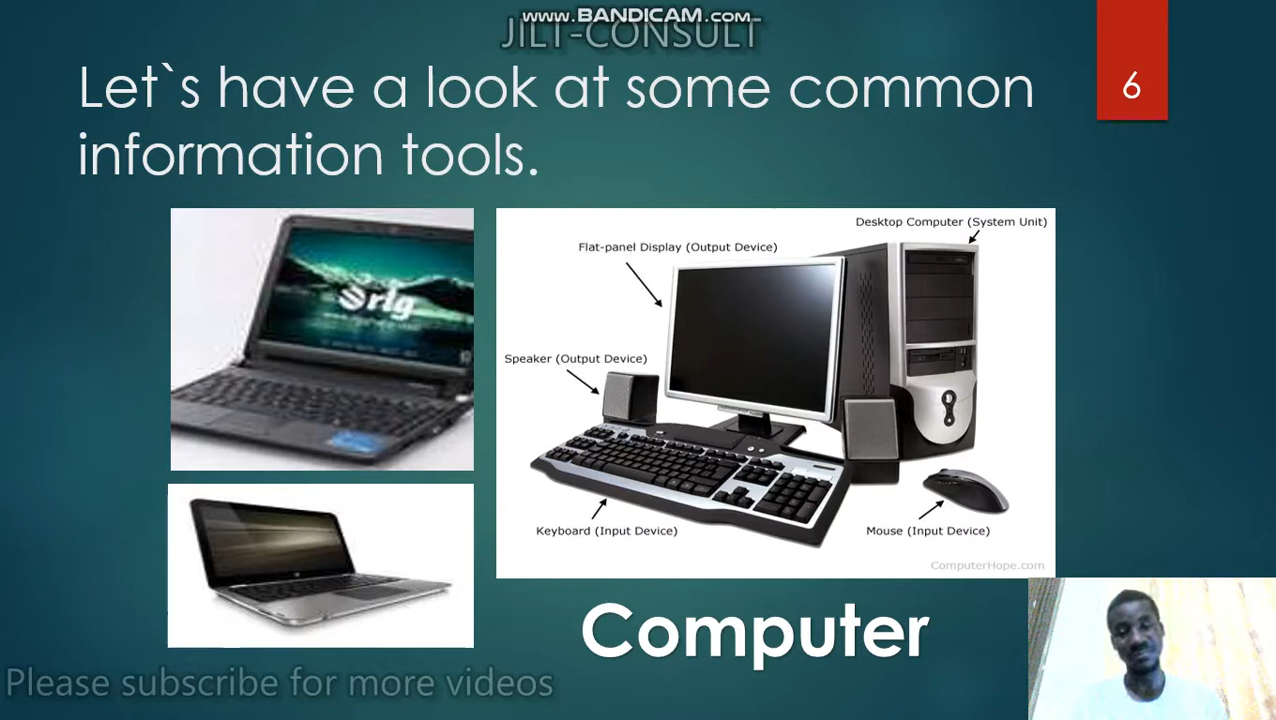 www.BANDICAM.com
JILT-CONSULT
Let`s have a look at some common
information tools.
6
rlg
Desktop Computer (System Unit)
Flat-panel Display (Output Device)
Speaker (Output Device)
Keyboard (Input Device)
Mouse (Input Device)
ComputerHope.com
Computer
Please subscribe for more videos